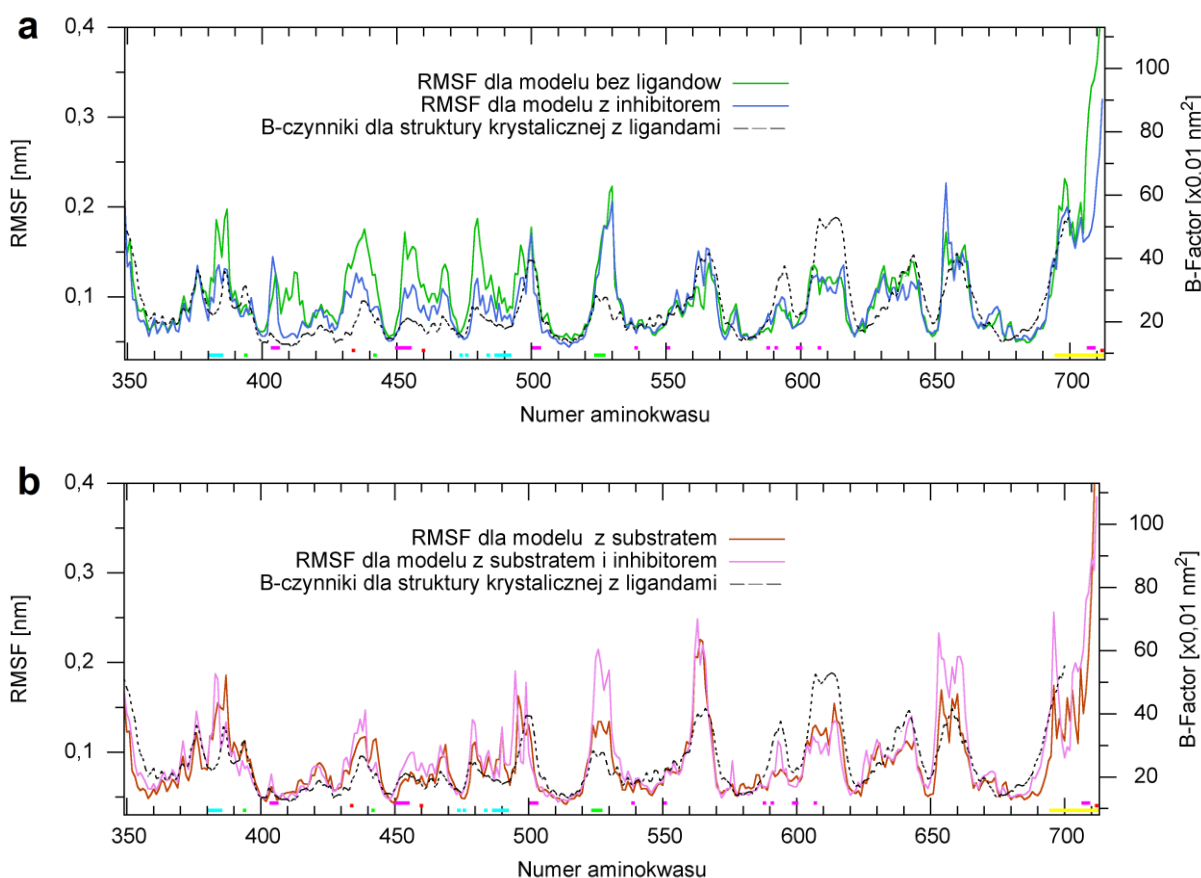 a
0,4
0,3
0,2
0,1
RMSF [nm]
RMSF dla modelu bez ligandow
RMSF dla modelu z inhibitorem
B-czynniki dla struktury krystalicznej z ligandami
100
80
60
40
20
B-Factor [x0,01 nm²]
350 400 450 500 550 600 650 700
Numer aminokwasu
b
0,4
0,3
0,2
0,1
RMSF [nm]
RMSF dla modelu z substratem
RMSF dla modelu z substratem i inhibitorem
B-czynniki dla struktury krystalicznej z ligandami
100
80
60
40
20
B-Factor [x0,01 nm²]
350 400 450 500 550 600 650 700
Numer aminokwasu